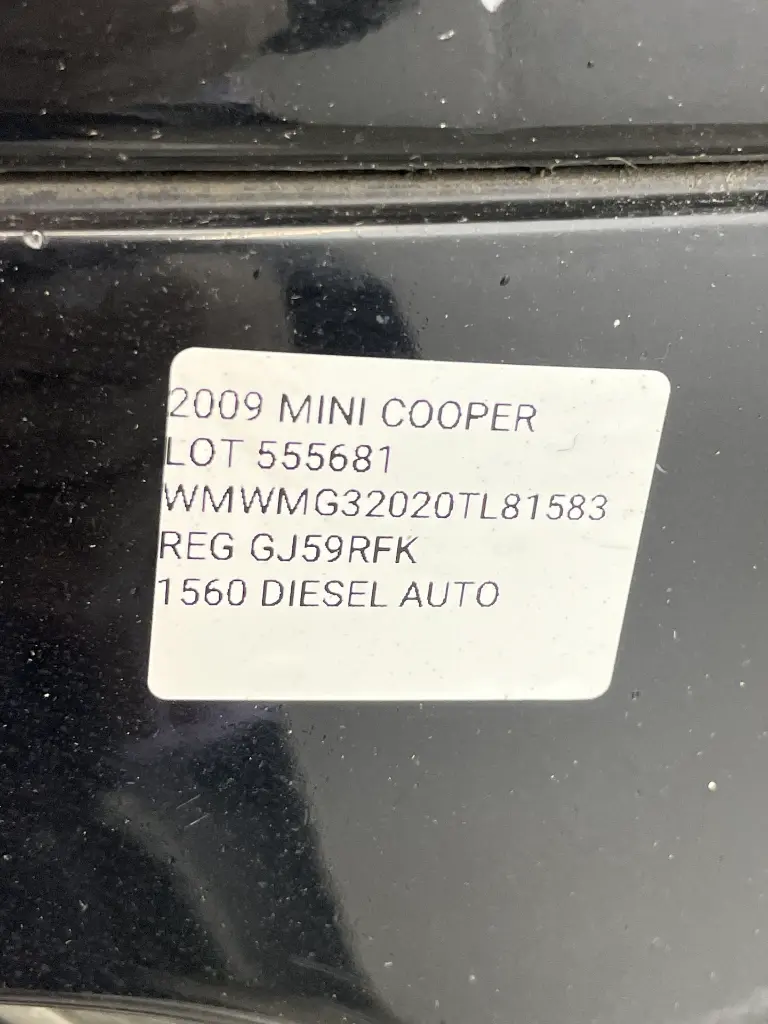 2009 MINI COOPER
LOT 555681
WMWMG32020TL81583
REG GJ59RFK
1560 DIESEL AUTO